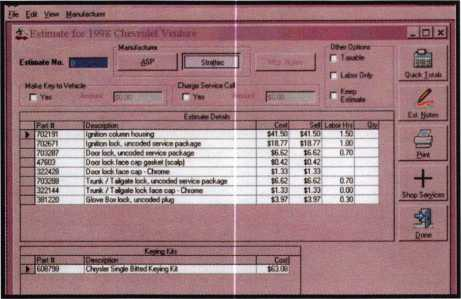 File Edit View Manufacturer
Estimate for 1998 Chevrolet Venture
Manufacturer
Other Options
Estimate No.
ASP
Strattec
Mfg. Notes
Taxable
Labor Only
Keep Estimate
Quick Totals
Make Key to Vehicle
Charge Service Call
Yes Amount $0.00
Yes Amount $0.00
Est. Notes
Estimate Details
Part # Description Cost Sell Labor Hrs Qty
702191 Ignition column housing $41.50 $41.50 1.50
702671 Ignition lock, uncoded service package $18.77 $18.77 1.00
703287 Door lock, uncoded service package $6.62 $6.62 0.70
47603 Door lock face cap gasket (scalp) $0.42 $0.42
322428 Door lock face cap - Chrome $1.33 $1.33
703288 Trunk / Tailgate lock, uncoded service package $6.62 $6.62 0.70
322144 Trunk / Tailgate lock face cap - Chrome $1.33 $1.33 0.00
381220 Glove Box lock, uncoded plug $3.97 $3.97 0.30
Print
Shop Services
Done
Keying Kits
Part # Description Cost
608798 Chrysler Single Bitted Keying Kit $63.08